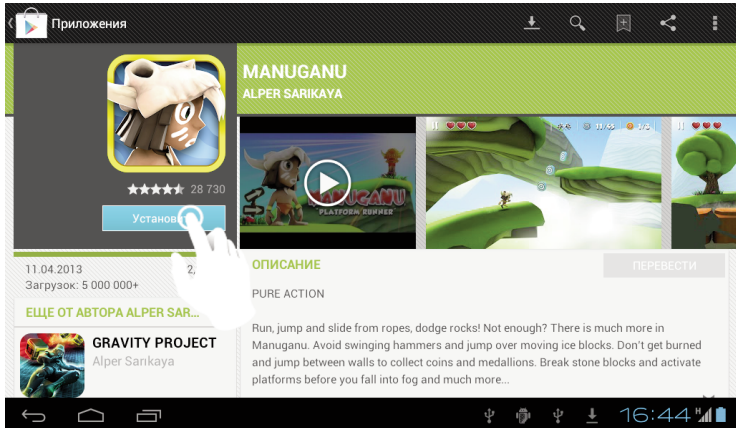 Приложения
MANUGANU
ALPER SARIKAYA
28 730
MANUGANU
PLATFORM RUNNER
11/65
2/3
11.04.2013
Загрузок: 5 000 000+
ЕЩЕ ОТ АВТОРА ALPER SAR...
GRAVITY PROJECT
Alper Sarıkaya
ОПИСАНИЕ
ПЕРЕВЕСТИ
PURE ACTION
Run, jump and slide from ropes, dodge rocks! Not enough? There is much more in
Manuganu. Avoid swinging hammers and jump over moving ice blocks. Don't get burned
and jump between walls to collect coins and medallions. Break stone blocks and activate
platforms before you fall into fog and much more...
16:44
H